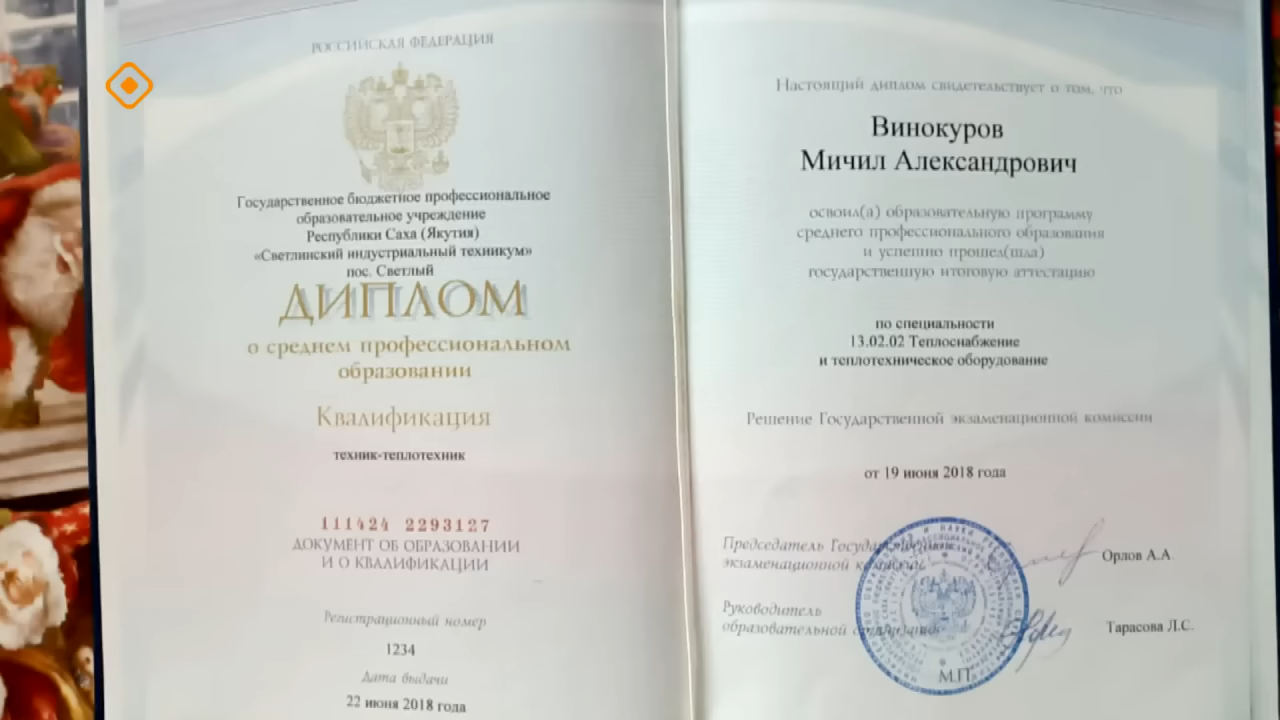 РОССИЙСКАЯ ФЕДЕРАЦИЯ
Государственное бюджетное профессиональное
образовательное учреждение
Республики Саха (Якутия)
«Светлинский индустриальный техникум»
пос. Светлый
ДИПЛОМ
о среднем профессиональном
образовании
Квалификация
техник-теплотехник
111424 2293127
ДОКУМЕНТ ОБ ОБРАЗОВАНИИ
И О КВАЛИФИКАЦИИ
Регистрационный номер
1234
Дата выдачи
22 июня 2018 года
Настоящий диплом свидетельствует о том, что
Винокуров
Мичил Александрович
освоил(а) образовательную программу
среднего профессионального образования
и успешно прошел(шла)
государственную итоговую аттестацию
по специальности
13.02.02 Теплоснабжение
и теплотехническое оборудование
Решение Государственной экзаменационной комиссии
от 19 июня 2018 года
Председатель Государственной
экзаменационной комиссии
Орлов А.А
Руководитель
образовательной организации
Тарасова Л.С.
М.П.